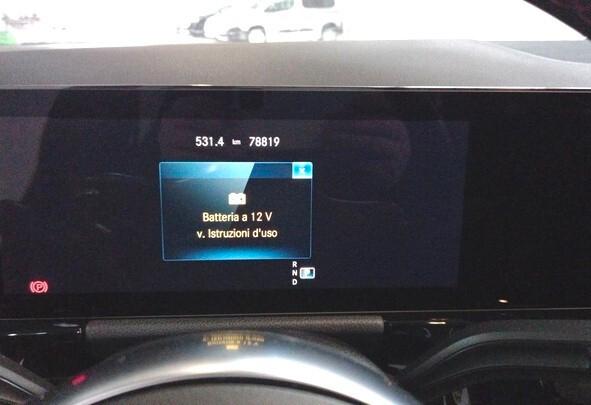 531.4 km 78819
Batteria a 12 V
v. Istruzioni d'uso
R
N P
D
(P)